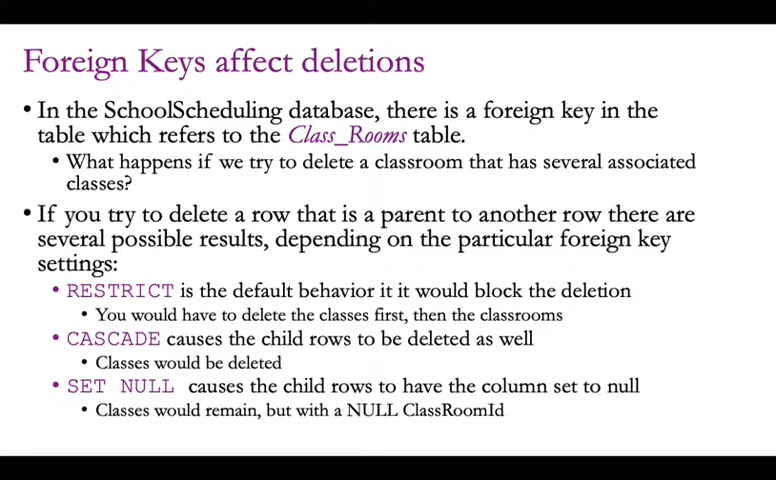 Foreign Keys affect deletions
• In the SchoolScheduling database, there is a foreign key in the
table which refers to the Class_Rooms table.
• What happens if we try to delete a classroom that has several associated
classes?
• If you try to delete a row that is a parent to another row there are
several possible results, depending on the particular foreign key
settings:
• RESTRICT is the default behavior it it would block the deletion
• You would have to delete the classes first, then the classrooms
• CASCADE causes the child rows to be deleted as well
• Classes would be deleted
• SET NULL causes the child rows to have the column set to null
• Classes would remain, but with a NULL ClassRoomId